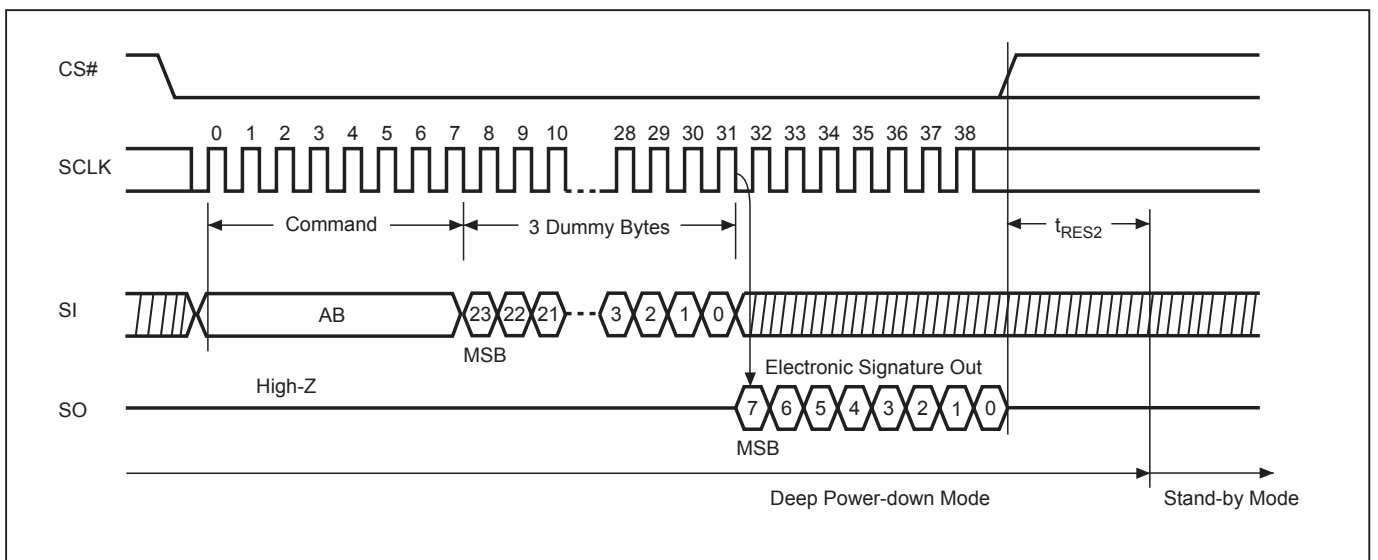 CS#
0 1 2 3 4 5 6 7 8 9 10 28 29 30 31 32 33 34 35 36 37 38
SCLK
Command 3 Dummy Bytes tRES2
SI AB 23 22 21 3 2 1 0
MSB
Electronic Signature Out
High-Z
SO 7 6 5 4 3 2 1 0
MSB
Deep Power-down Mode Stand-by Mode